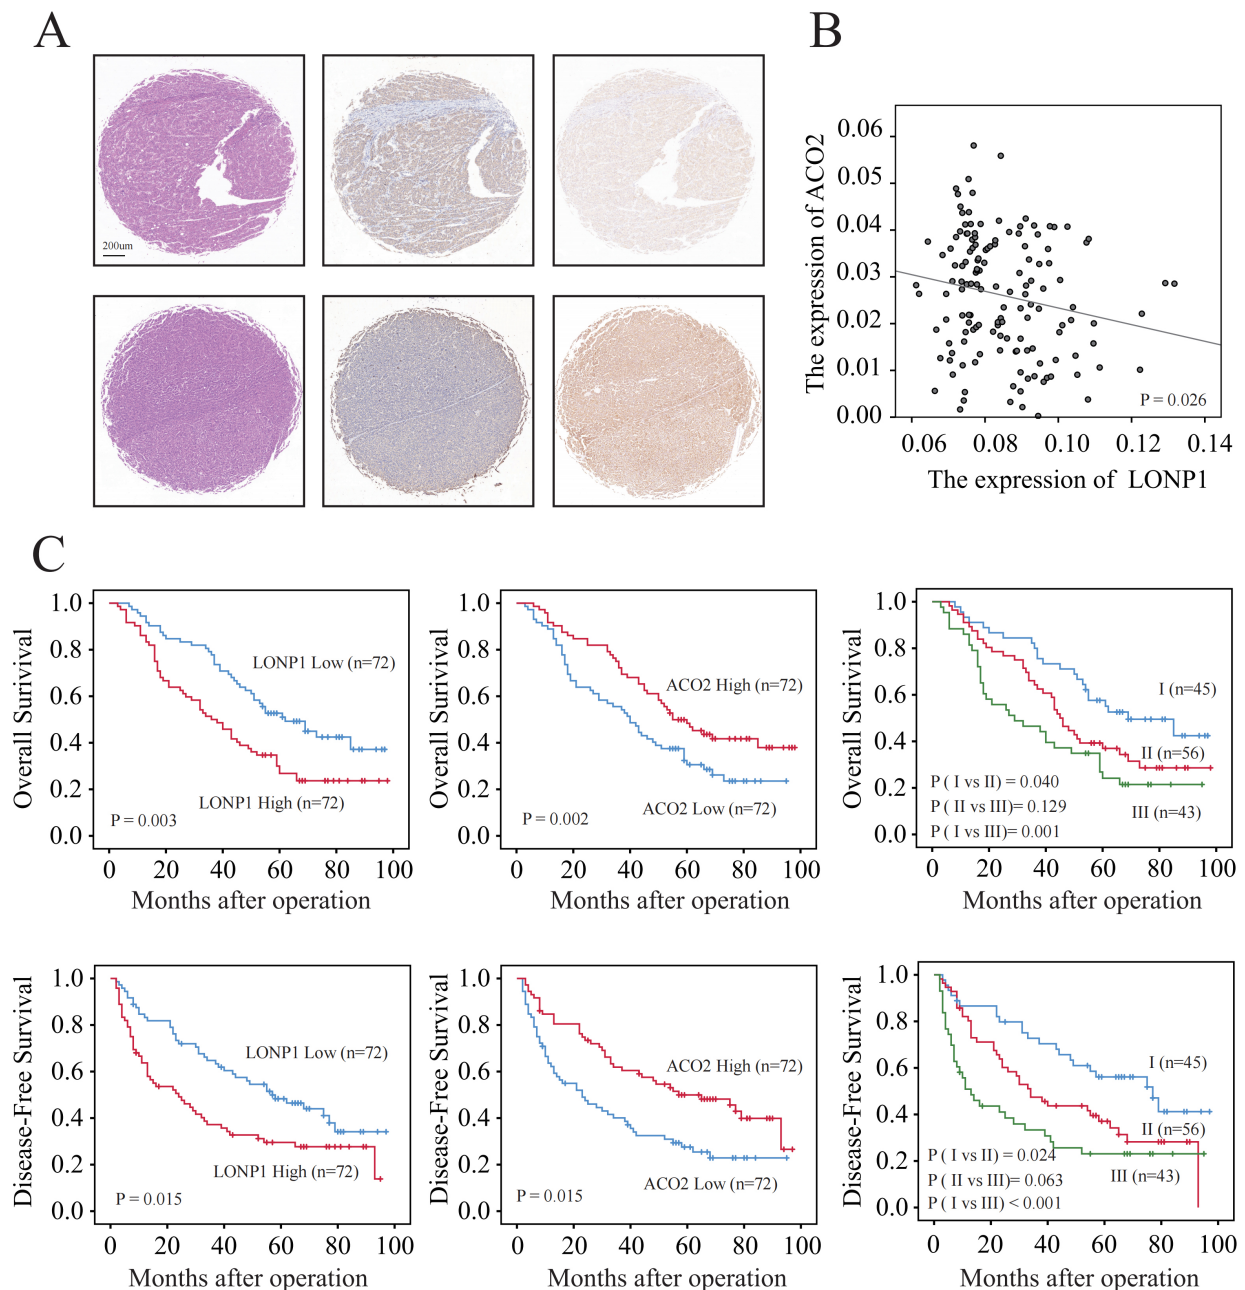 A
200um
B
The expression of ACO2
0.06
0.05
0.04
0.03
0.02
0.01
0.00
P = 0.026
0.06 0.08 0.10 0.12 0.14
The expression of LONP1
C
Overall Surivival
1.0
0.8
0.6
0.4
0.2
0.0
LONP1 Low (n=72)
LONP1 High (n=72)
P = 0.003
0 20 40 60 80 100
Months after operation
Overall Surivival
1.0
0.8
0.6
0.4
0.2
0.0
ACO2 High (n=72)
ACO2 Low (n=72)
P = 0.002
0 20 40 60 80 100
Months after operation
Overall Surivival
1.0
0.8
0.6
0.4
0.2
0.0
I (n=45)
II (n=56)
III (n=43)
P ( I vs II) = 0.040
P ( II vs III)= 0.129
P ( I vs III)= 0.001
0 20 40 60 80 100
Months after operation
Disease-Free Survival
1.0
0.8
0.6
0.4
0.2
0.0
LONP1 Low (n=72)
LONP1 High (n=72)
P = 0.015
0 20 40 60 80 100
Months after operation
Disease-Free Survival
1.0
0.8
0.6
0.4
0.2
0.0
ACO2 High (n=72)
ACO2 Low (n=72)
P = 0.015
0 20 40 60 80 100
Months after operation
Disease-Free Survival
1.0
0.8
0.6
0.4
0.2
0.0
I (n=45)
II (n=56)
III (n=43)
P ( I vs II) = 0.024
P ( II vs III)= 0.063
P ( I vs III) < 0.001
0 20 40 60 80 100
Months after operation